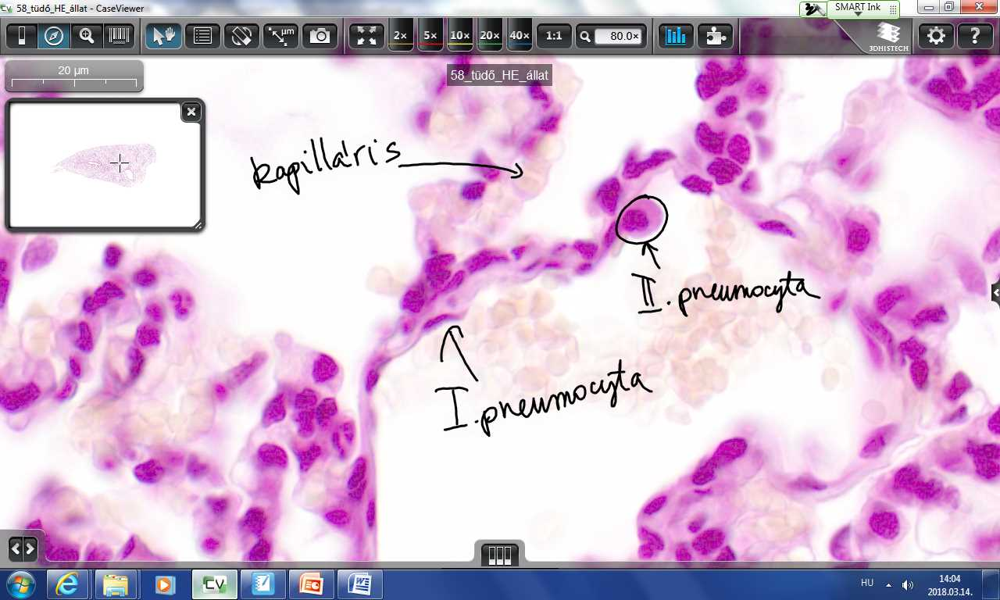 58_tüdő_HE_állat - CaseViewer
SMART Ink
2×
5×
10×
20×
40×
1:1
80.0×
3DHISTECH
20 µm
58_tüdő_HE_állat
kapilláris
II. pneumocyta
I. pneumocyta
HU
14:04
2018.03.14.